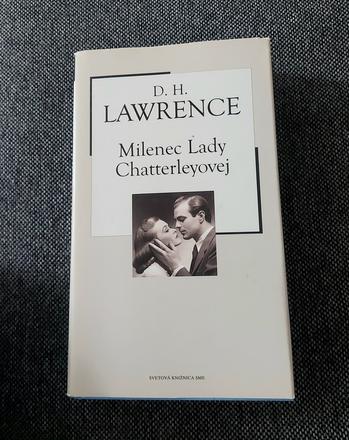 D. H.
LAWRENCE
Milenec Lady
Chatterleyovej
SVETOVÁ KNIŽNICA SME